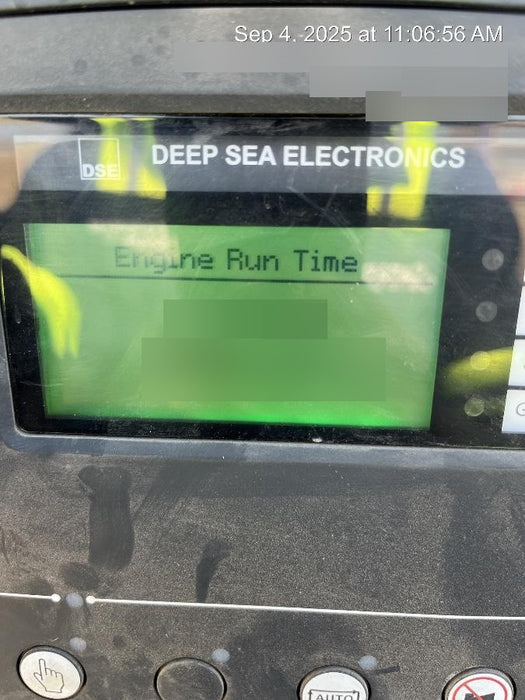 Sep 4, 2025 at 11:06:56 AM
DSE
DEEP SEA ELECTRONICS
Engine Run Time
AUTO